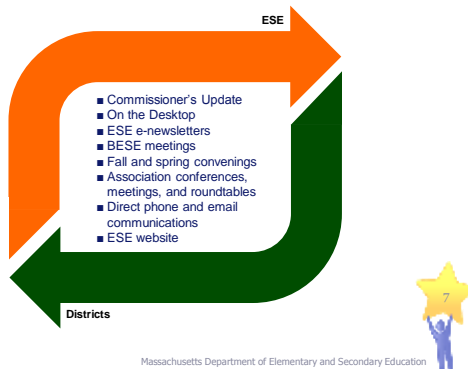 ESE
■ Commissioner's Update
■ On the Desktop
■ ESE e-newsletters
■ BESE meetings
■ Fall and spring convenings
■ Association conferences,
meetings, and roundtables
■ Direct phone and email
communications
■ ESE website
Districts
7
Massachusetts Department of Elementary and Secondary Education